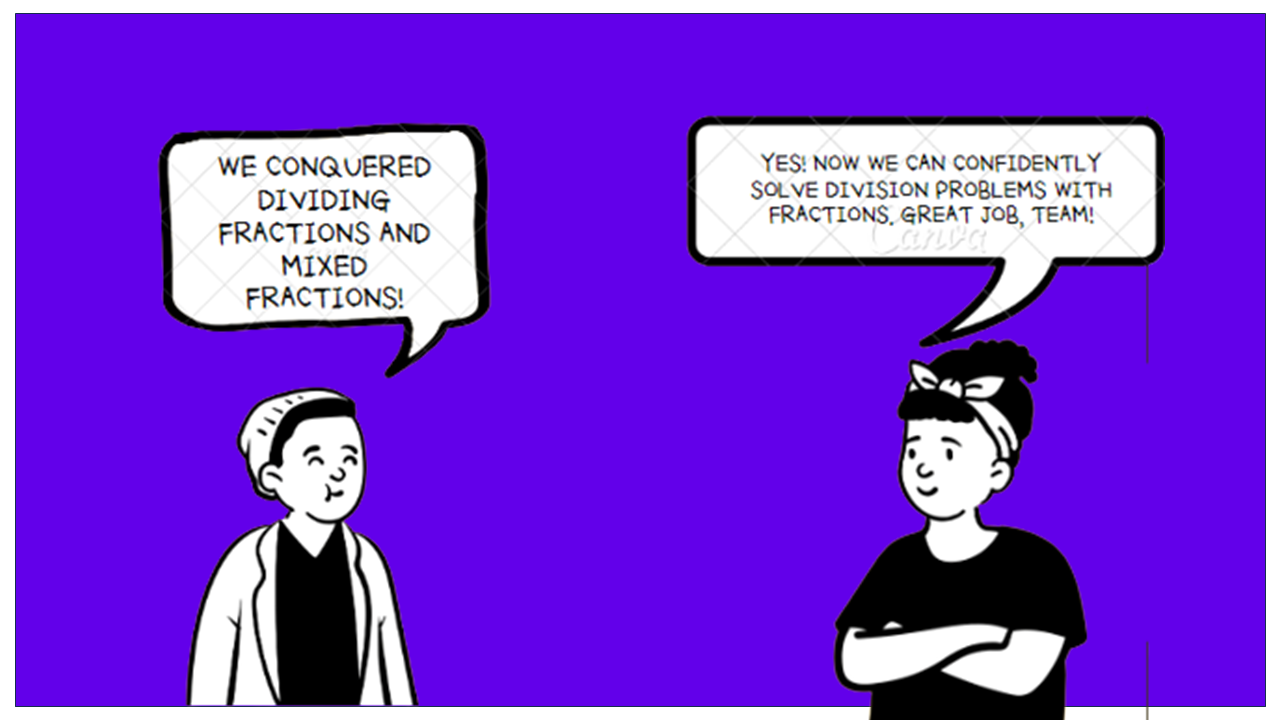 WE CONQUERED
DIVIDING
FRACTIONS AND
MIXED
FRACTIONS!
YES! NOW WE CAN CONFIDENTLY
SOLVE DIVISION PROBLEMS WITH
FRACTIONS. GREAT JOB, TEAM!
Canva